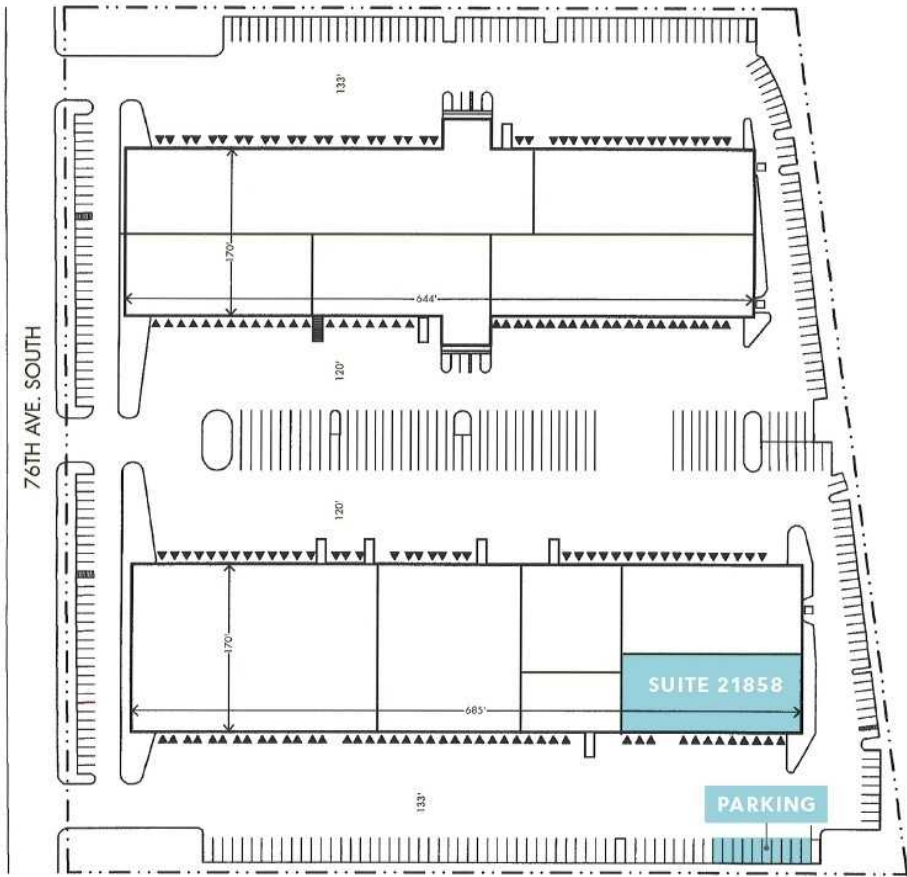 133'
170'
644'
120'
76TH AVE. SOUTH
120'
170'
SUITE 21858
685'
PARKING
133'